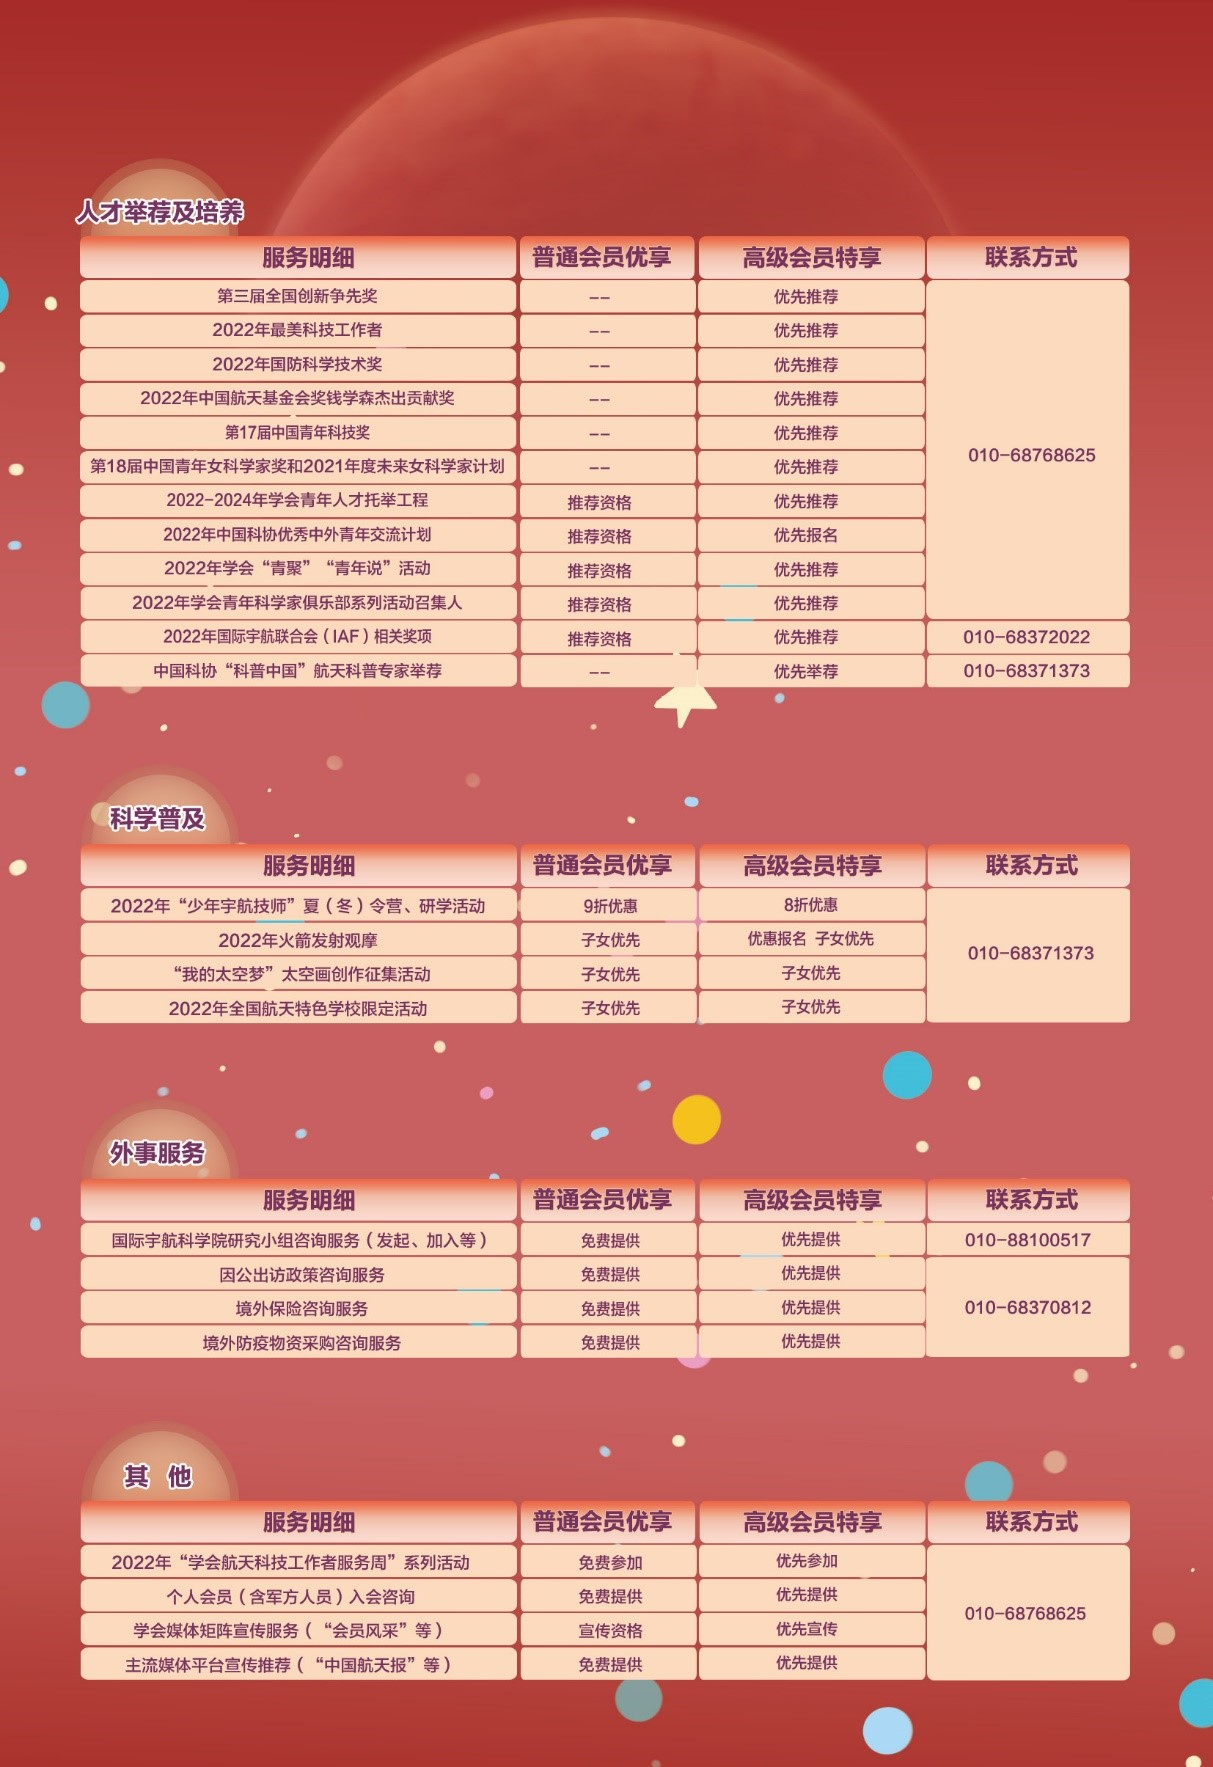 人才举荐及培养
服务明细 普通会员优享 高级会员特享 联系方式
第三届全国创新争先奖 -- 优先推荐
2022年最美科技工作者 -- 优先推荐
2022年国防科学技术奖 -- 优先推荐
2022年中国航天基金会奖钱学森杰出贡献奖 -- 优先推荐
第17届中国青年科技奖 -- 优先推荐
010-68768625
第18届中国青年女科学家奖和2021年度未来女科学家计划 -- 优先推荐
2022-2024年学会青年人才托举工程 推荐资格 优先推荐
2022年中国科协优秀中外青年交流计划 推荐资格 优先报名
2022年学会“青聚”“青年说”活动 推荐资格 优先推荐
2022年学会青年科学家俱乐部系列活动召集人 推荐资格 优先推荐
2022年国际宇航联合会（IAF）相关奖项 推荐资格 优先推荐 010-68372022
中国科协“科普中国”航天科普专家举荐 -- 优先举荐 010-68371373
科学普及
服务明细 普通会员优享 高级会员特享 联系方式
2022年“少年宇航技师”夏（冬）令营、研学活动 9折优惠 8折优惠
2022年火箭发射观摩 子女优先 优惠报名 子女优先
010-68371373
“我的太空梦”太空画创作征集活动 子女优先 子女优先
2022年全国航天特色学校限定活动 子女优先 子女优先
外事服务
服务明细 普通会员优享 高级会员特享 联系方式
国际宇航科学院研究小组咨询服务（发起、加入等） 免费提供 优先提供 010-88100517
因公出访政策咨询服务 免费提供 优先提供
境外保险咨询服务 免费提供 优先提供 010-68370812
境外防疫物资采购咨询服务 免费提供 优先提供
其 他
服务明细 普通会员优享 高级会员特享 联系方式
2022年“学会航天科技工作者服务周”系列活动 免费参加 优先参加
个人会员（含军方人员）入会咨询 免费提供 优先提供
010-68768625
学会媒体矩阵宣传服务（“会员风采”等） 宣传资格 优先宣传
主流媒体平台宣传推荐（“中国航天报”等） 免费提供 优先提供